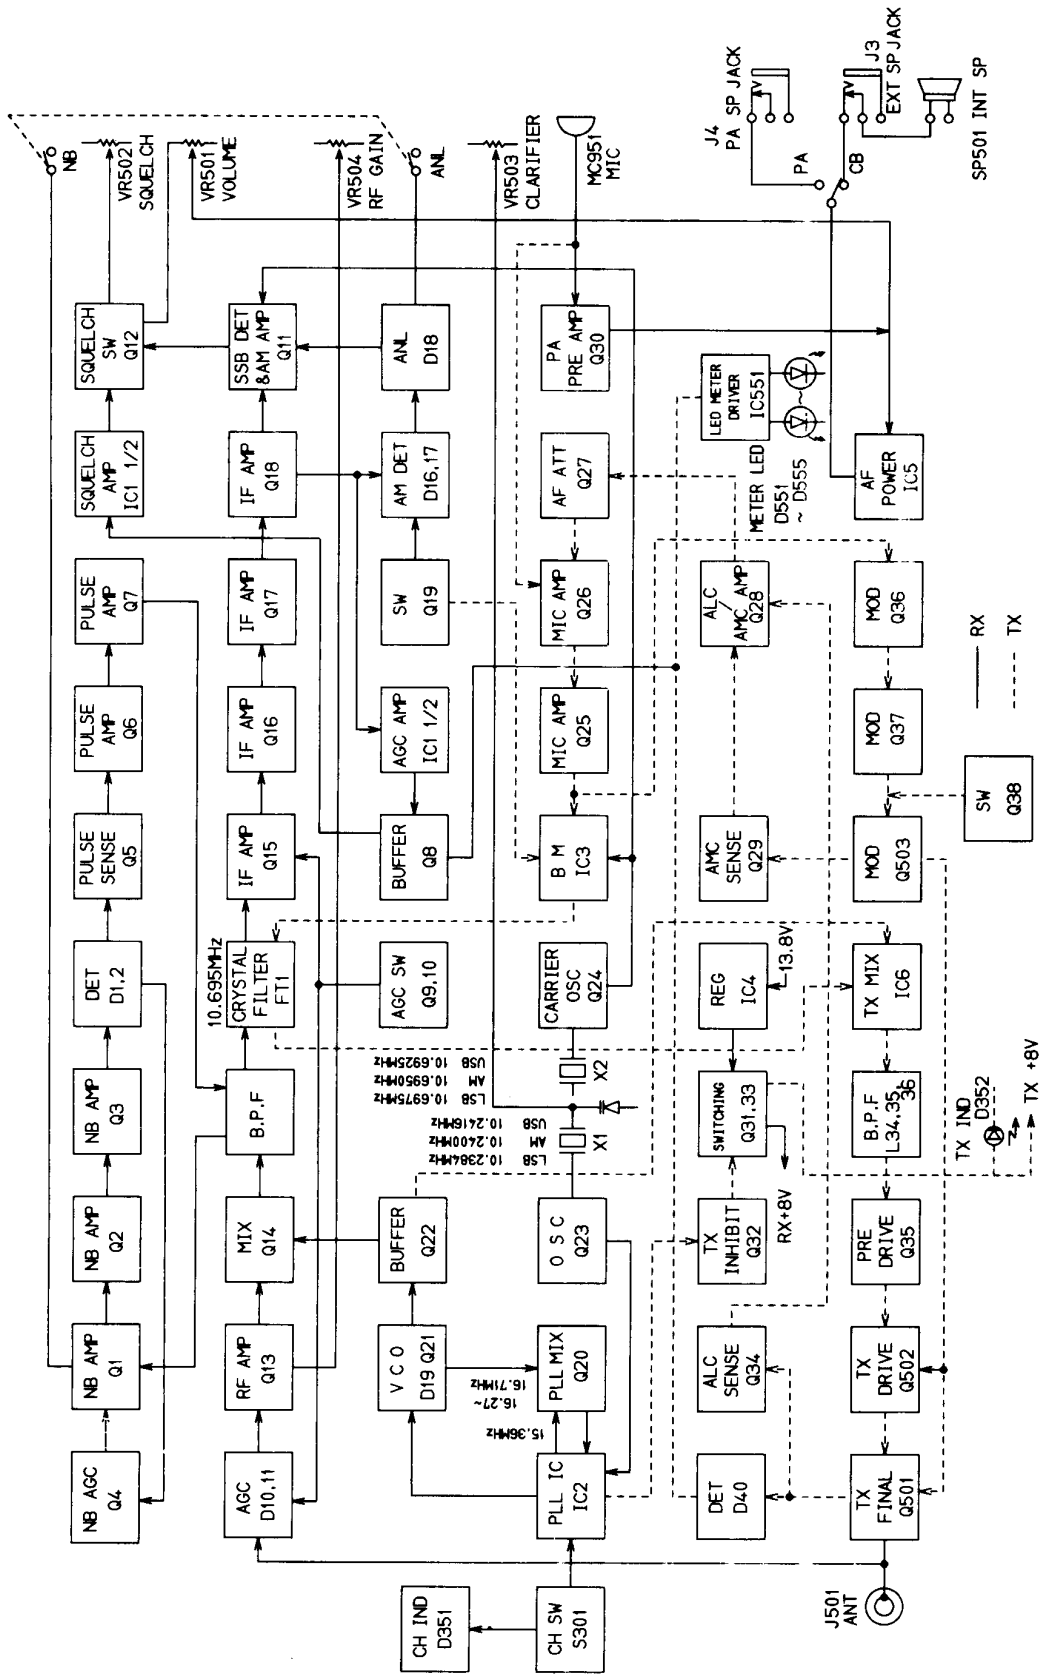 NB AGC
Q4
NB AMP
Q1
NB AMP
Q2
NB AMP
Q3
DET
D1,2
PULSE
SENSE
Q5
PULSE
AMP
Q6
PULSE
AMP
Q7
SQUELCH
AMP
IC1 1/2
SQUELCH
SW
Q12
NB
VR502
SQUELCH
VR501
VOLUME
AGC
D10,11
RF AMP
Q13
MIX
Q14
B.P.F
10.695MHz
CRYSTAL
FILTER
FT1
IF AMP
Q15
IF AMP
Q16
IF AMP
Q17
IF AMP
Q18
SSB DET
&AM AMP
Q11
VR504
RF GAIN
CH IND
D351
V C O
D19 Q21
BUFFER
Q22
AGC SW
Q9,10
BUFFER
Q8
AGC AMP
IC1 1/2
SW
Q19
AM DET
D16,17
ANL
D18
ANL
16.27~
16.71MHz
15.36MHz
LSB 10.2384MHz
AM 10.2400MHz
USB 10.2416MHz
LSB 10.6975MHz
AM 10.6950MHz
USB 10.6925MHz
VR503
CLARIFIER
CH SW
S301
PLL IC
IC2
PLL MIX
Q20
O S C
Q23
X1
X2
CARRIER
OSC
Q24
B M
IC3
MIC AMP
Q25
MIC AMP
Q26
AF ATT
Q27
PA
PRE AMP
Q30
MC951
MIC
DET
D40
ALC
SENSE
Q34
TX
INHIBIT
Q32
SWITCHING
Q31,33
RX+8V
REG
IC4
13.8V
AMC
SENSE
Q29
ALC
/
AMC AMP
Q28
METER LED
D551
~ D555
LED METER
DRIVER
IC551
~
J4
PA SP JACK
PA
CB
J3
EXT SP JACK
SP501 INT SP
J501
ANT
TX
FINAL
Q501
TX
DRIVE
Q502
PRE
DRIVE
Q35
B.P.F
L34,35,
36
TX MIX
IC6
MOD
Q503
MOD
Q37
MOD
Q36
AF
POWER
IC5
TX IND
D352
TX +8V
SW
Q38
RX
TX